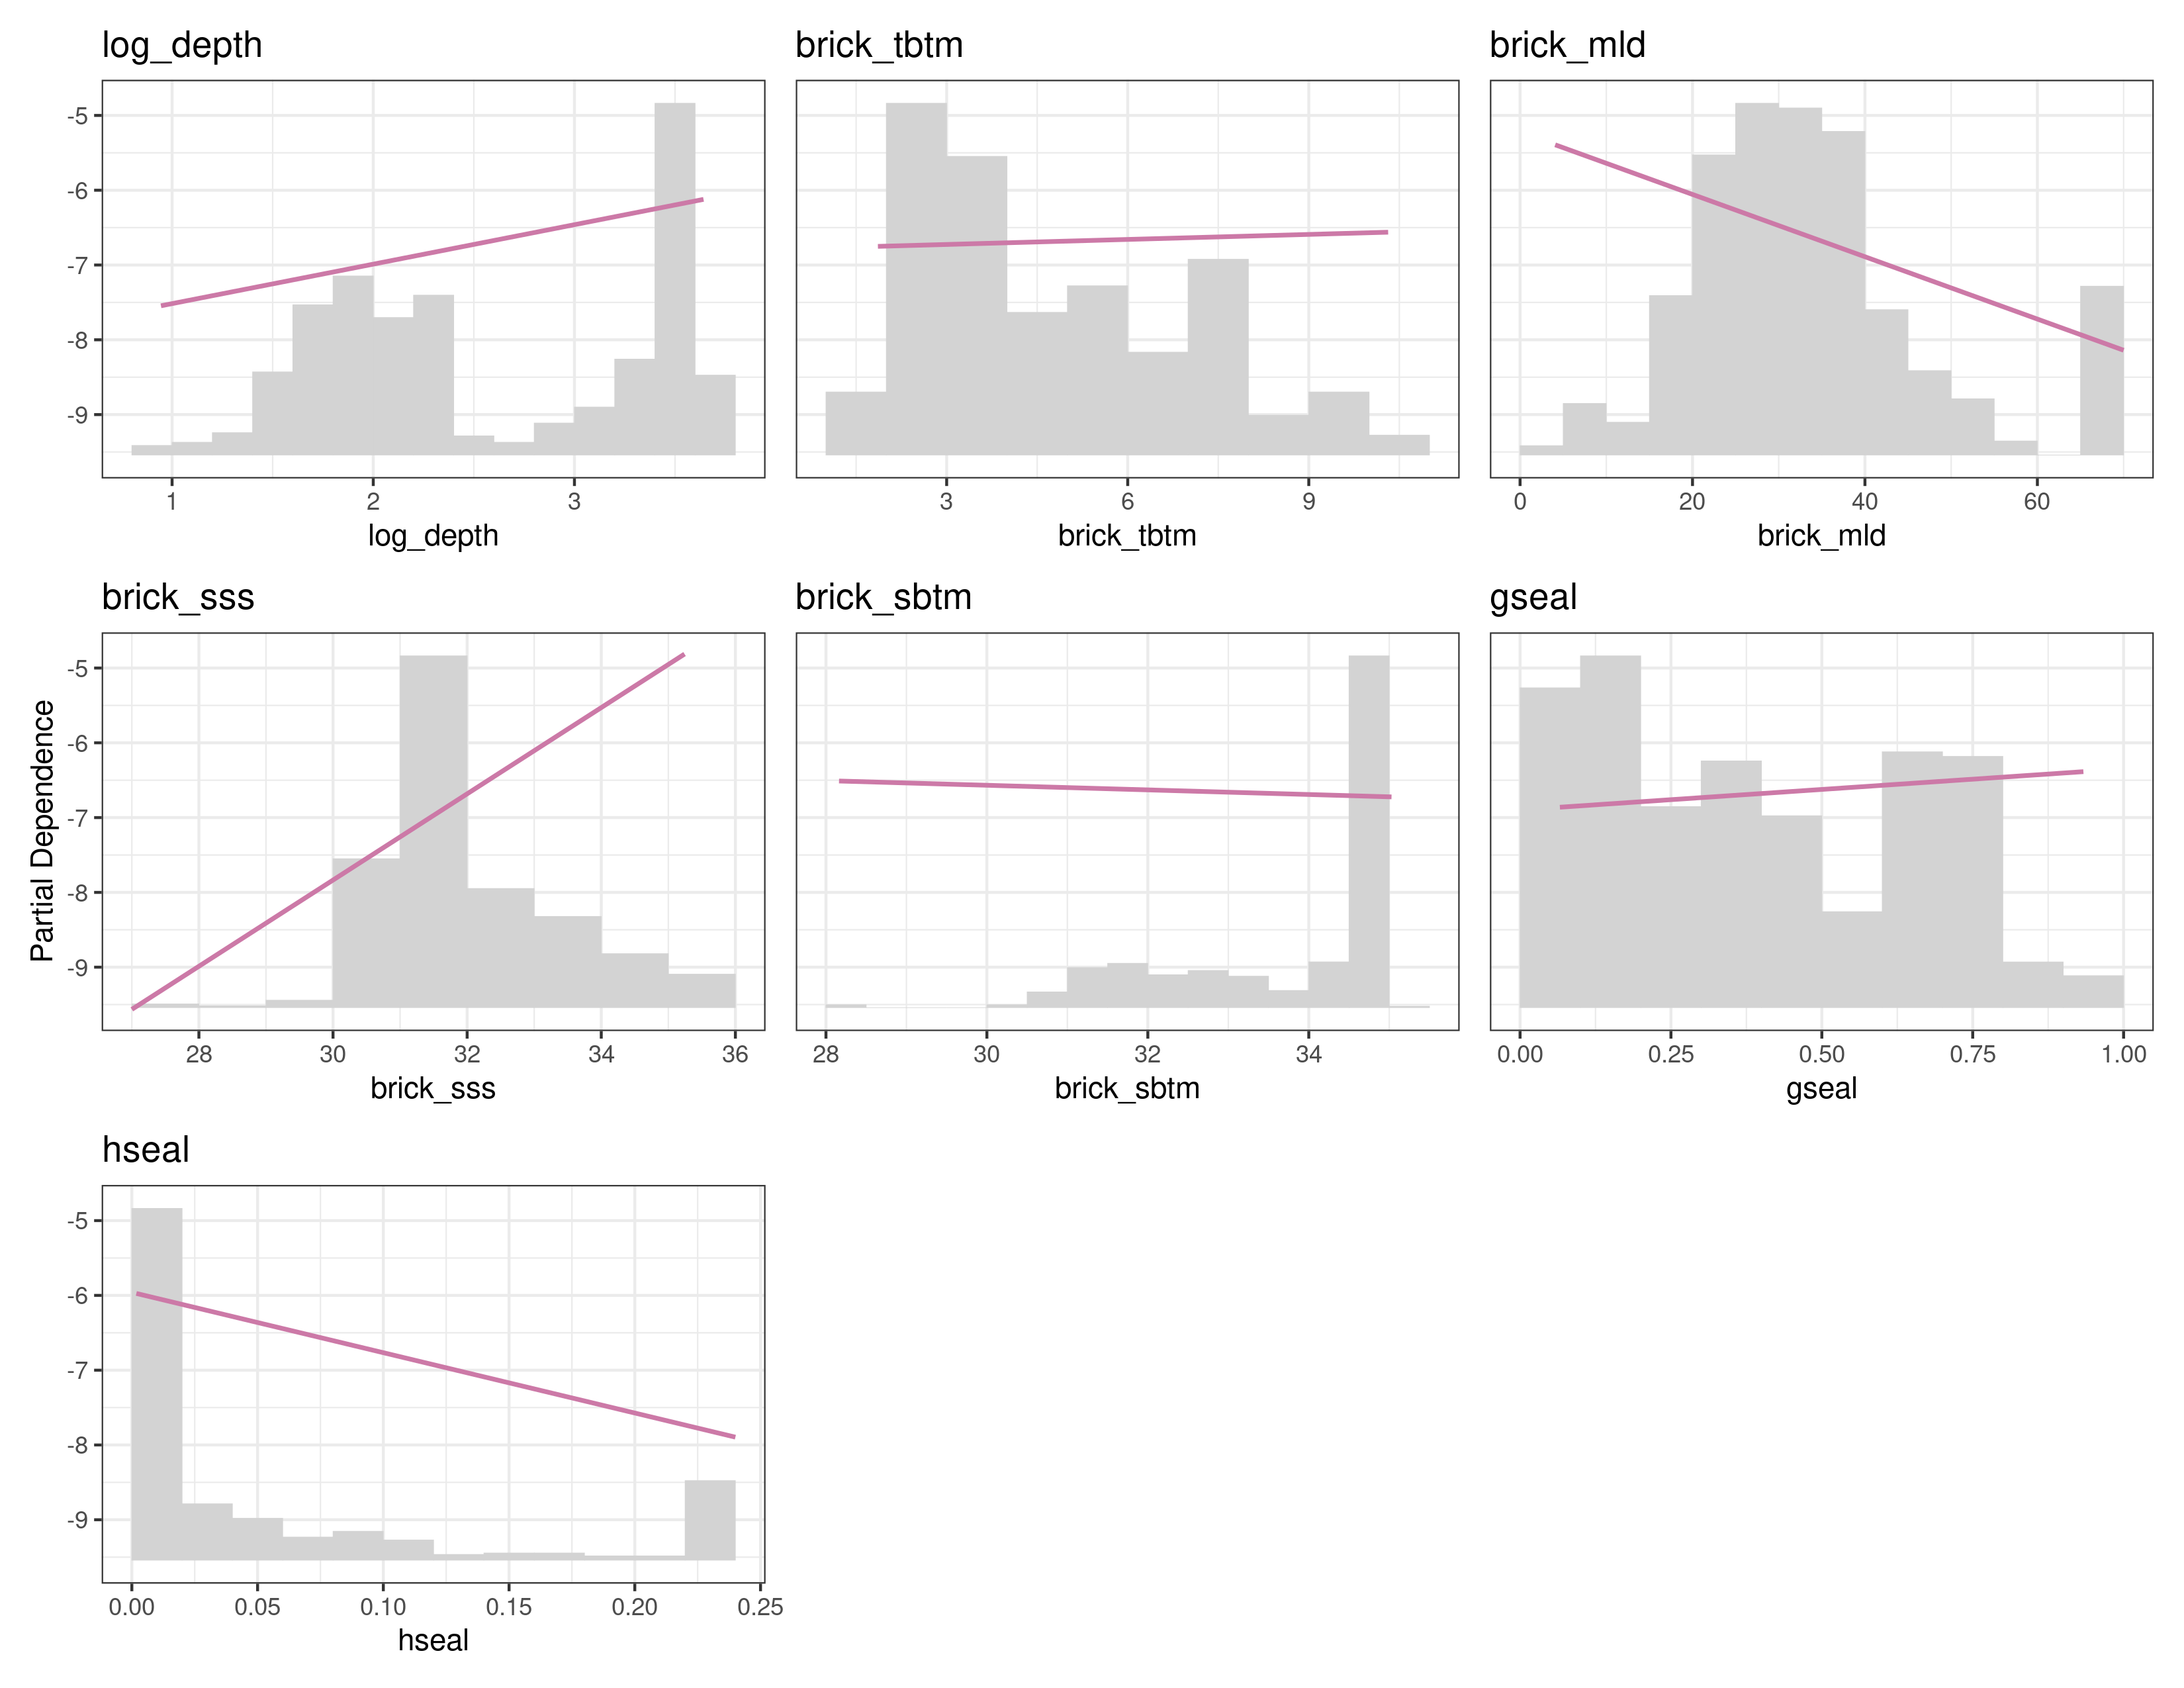 log_depth
brick_tbtm
brick_mld
-5
-6
-7
-8
-9
1 2 3
3 6 9
0 20 40 60
log_depth
brick_tbtm
brick_mld
brick_sss
brick_sbtm
gseal
Partial Dependence
-5
-6
-7
-8
-9
28 30 32 34 36
28 30 32 34
0.00 0.25 0.50 0.75 1.00
brick_sss
brick_sbtm
gseal
hseal
-5
-6
-7
-8
-9
0.00 0.05 0.10 0.15 0.20 0.25
hseal